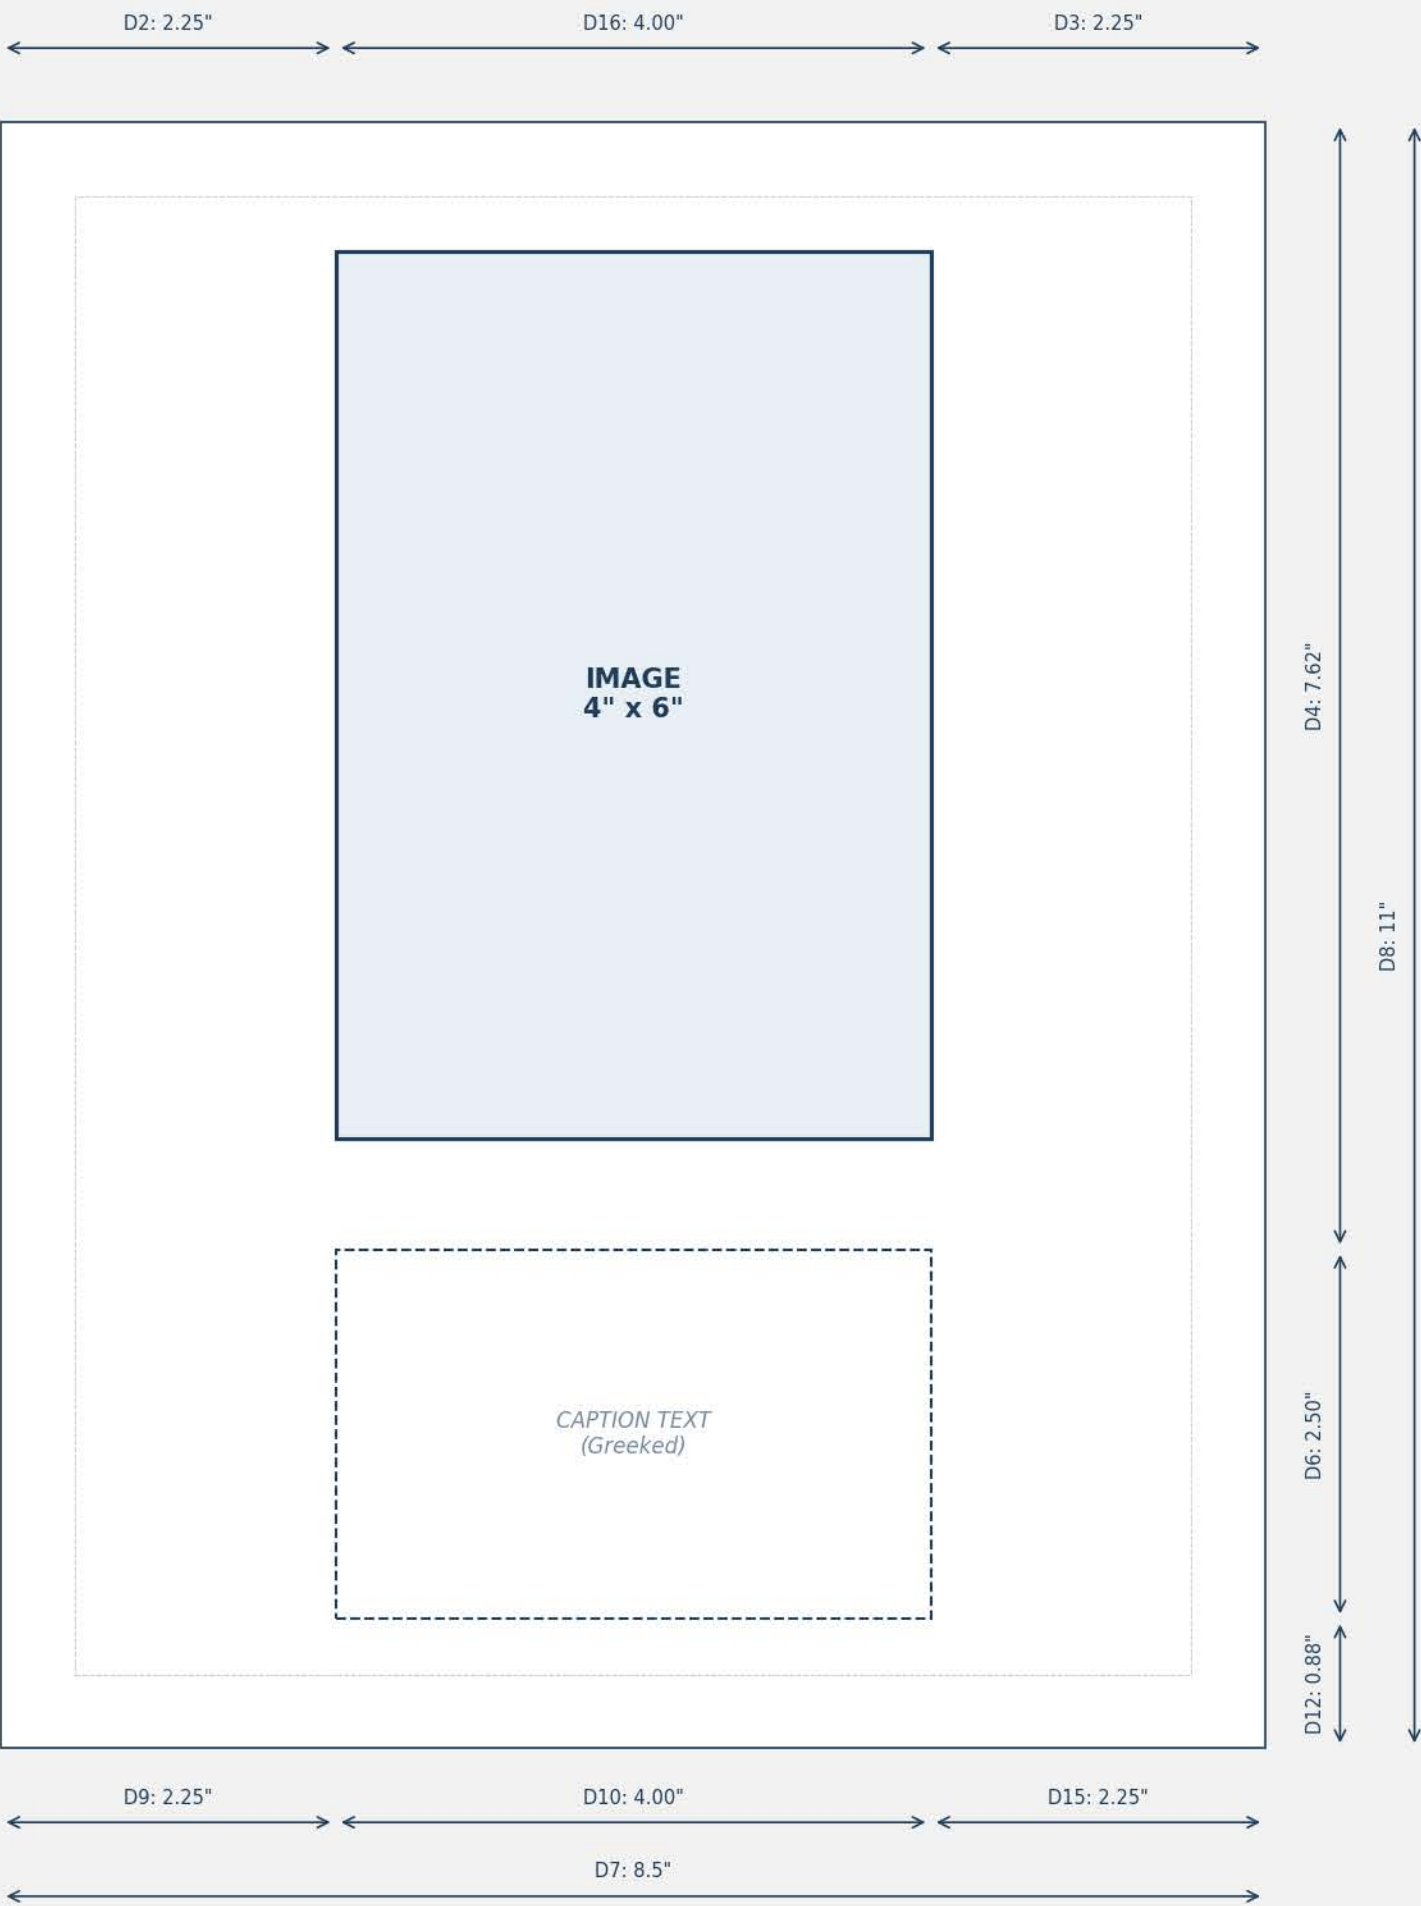 D2: 2.25"
D16: 4.00"
D3: 2.25"
IMAGE
4" x 6"
D4: 7.62"
D8: 11"
CAPTION TEXT
(Greeked)
D6: 2.50"
D12: 0.88"
D9: 2.25"
D10: 4.00"
D15: 2.25"
D7: 8.5"